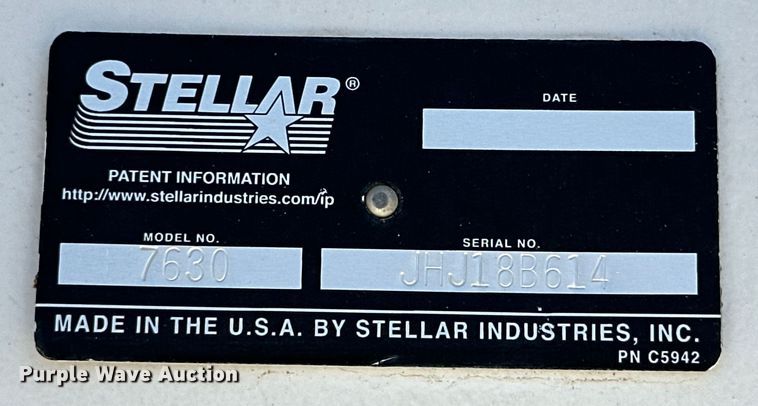 STELLAR®
DATE
PATENT INFORMATION
http://www.stellarindustries.com/ip
MODEL NO.
7630
SERIAL NO.
JHJ18B614
MADE IN THE U.S.A. BY STELLAR INDUSTRIES, INC.
PN C5942
Purple Wave Auction